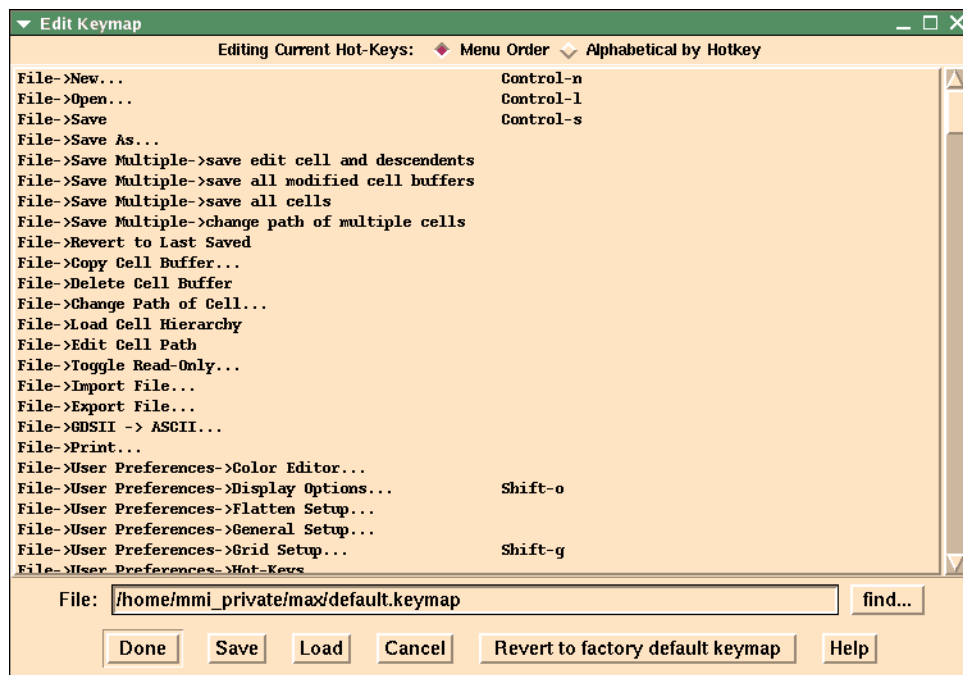 Edit Keymap
Editing Current Hot-Keys: Menu Order Alphabetical by Hotkey
File->New... Control-n
File->Open... Control-l
File->Save Control-s
File->Save As...
File->Save Multiple->save edit cell and descendents
File->Save Multiple->save all modified cell buffers
File->Save Multiple->save all cells
File->Save Multiple->change path of multiple cells
File->Revert to Last Saved
File->Copy Cell Buffer...
File->Delete Cell Buffer
File->Change Path of Cell...
File->Load Cell Hierarchy
File->Edit Cell Path
File->Toggle Read-Only...
File->Import File...
File->Export File...
File->GDSII -> ASCII...
File->Print...
File->User Preferences->Color Editor...
File->User Preferences->Display Options... Shift-o
File->User Preferences->Flatten Setup...
File->User Preferences->General Setup...
File->User Preferences->Grid Setup... Shift-g
File->User Preferences->Hot-Keys
File: /home/mmi_private/max/default.keymap find...
Done Save Load Cancel Revert to factory default keymap Help